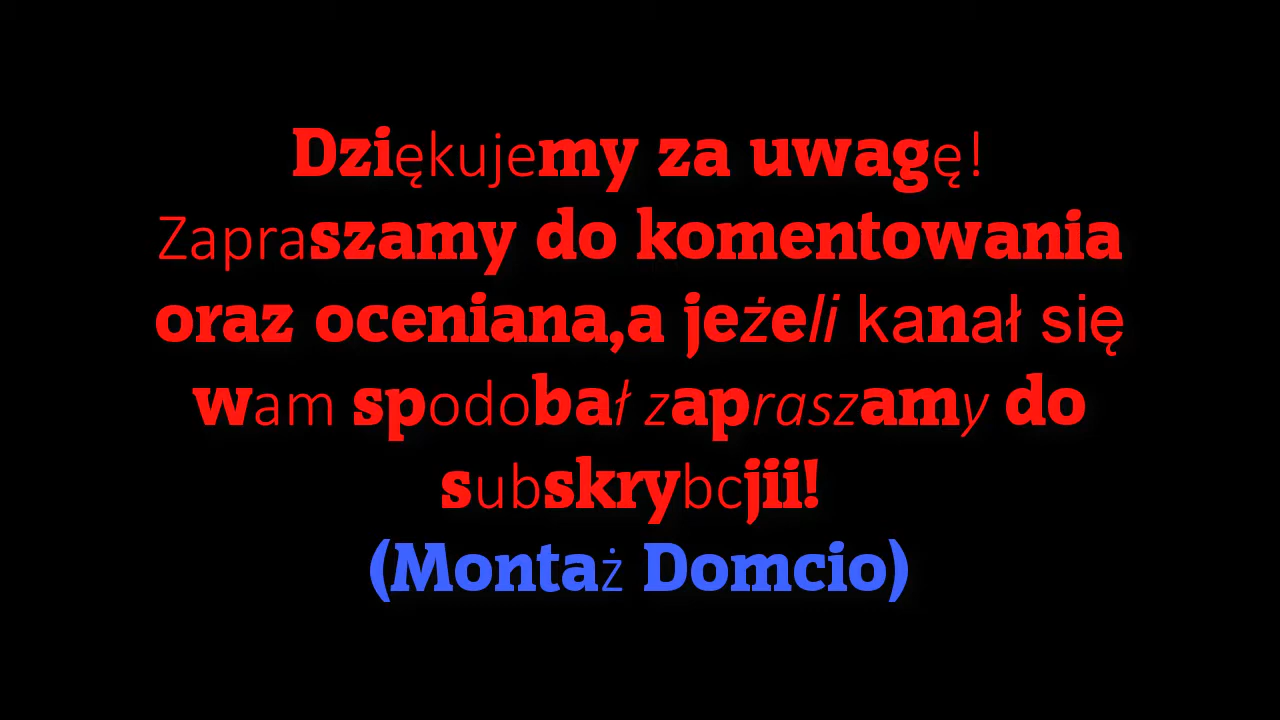 Dziękujemy za uwagę!
Zapraszamy do komentowania
oraz oceniana,a jeżeli kanał się
wam spodobał zapraszamy do
subskrybcjii!
(Montaż Domcio)